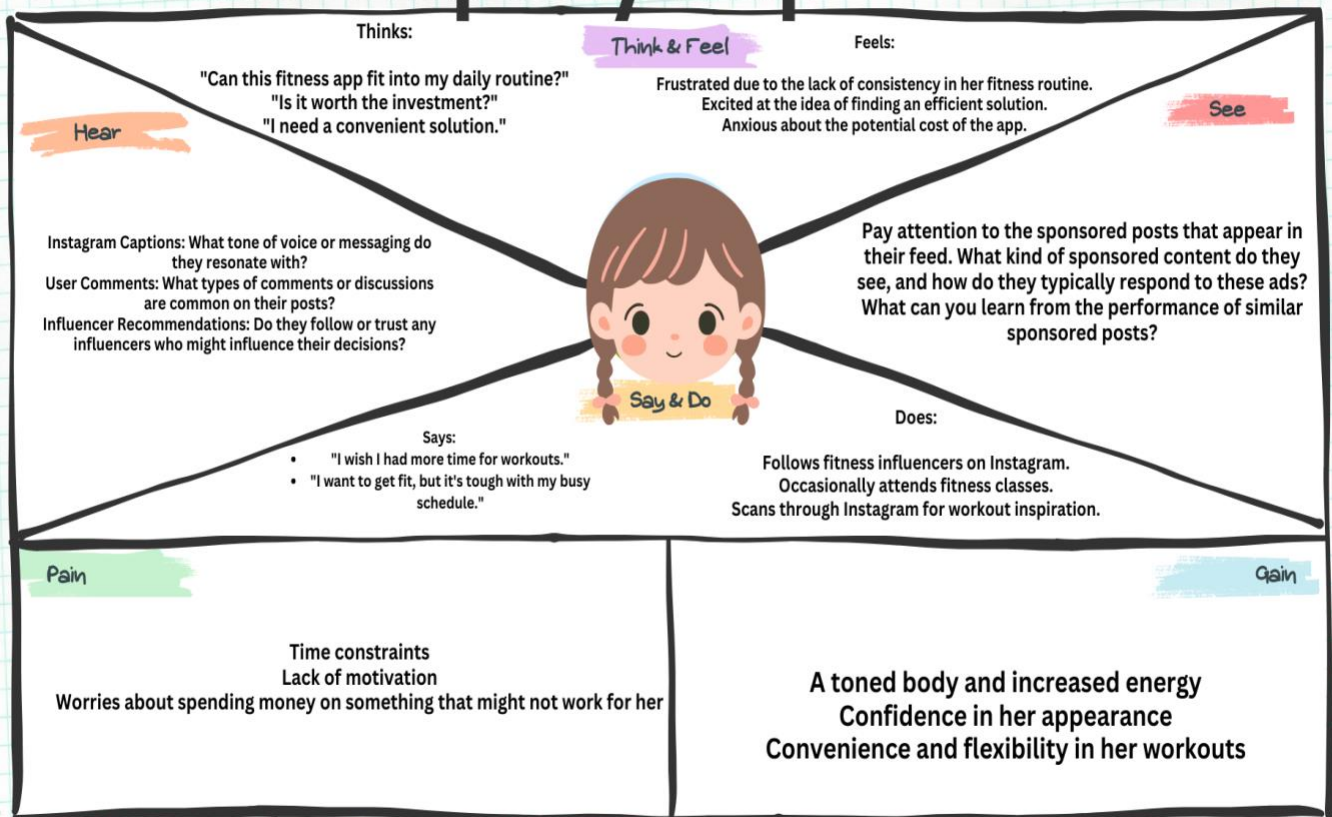 Think & Feel
Thinks:
"Can this fitness app fit into my daily routine?"
"Is it worth the investment?"
"I need a convenient solution."
Feels:
Frustrated due to the lack of consistency in her fitness routine.
Excited at the idea of finding an efficient solution.
Anxious about the potential cost of the app.
Hear
Instagram Captions: What tone of voice or messaging do
they resonate with?
User Comments: What types of comments or discussions
are common on their posts?
Influencer Recommendations: Do they follow or trust any
influencers who might influence their decisions?
See
Pay attention to the sponsored posts that appear in
their feed. What kind of sponsored content do they
see, and how do they typically respond to these ads?
What can you learn from the performance of similar
sponsored posts?
Say & Do
Says:
• "I wish I had more time for workouts."
• "I want to get fit, but it's tough with my busy
schedule."
Does:
Follows fitness influencers on Instagram.
Occasionally attends fitness classes.
Scans through Instagram for workout inspiration.
Pain
Time constraints
Lack of motivation
Worries about spending money on something that might not work for her
Gain
A toned body and increased energy
Confidence in her appearance
Convenience and flexibility in her workouts